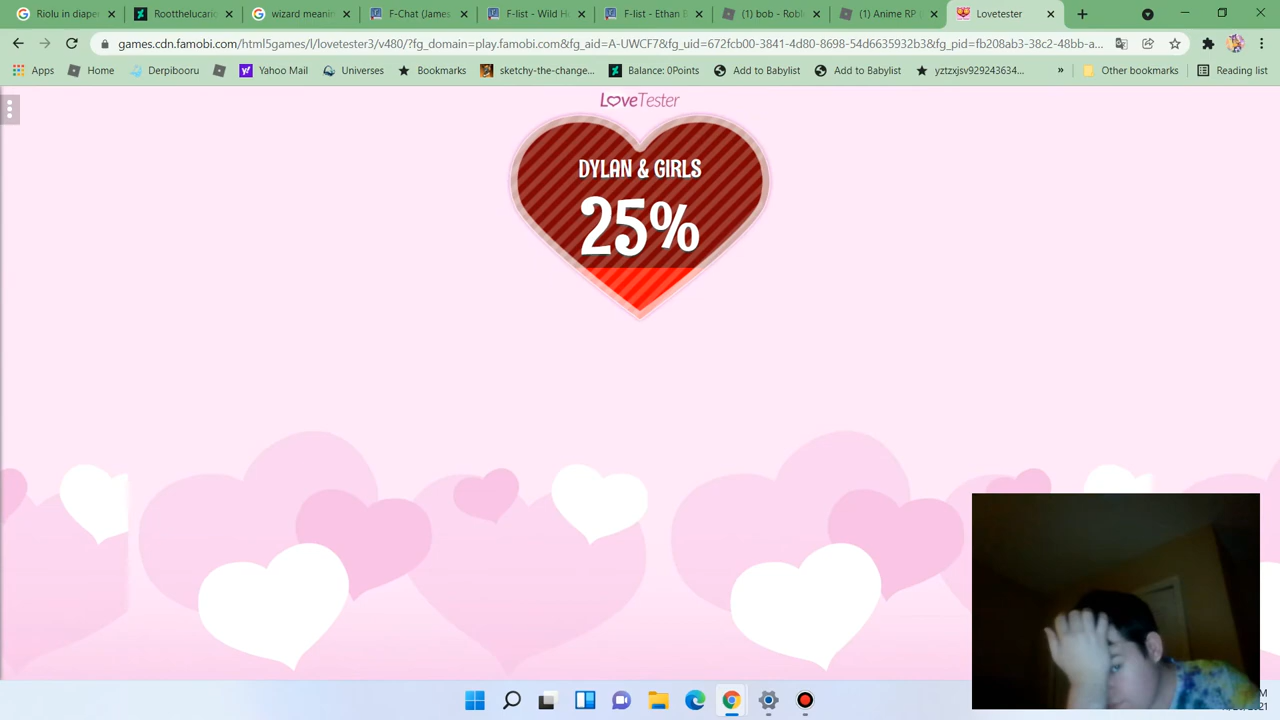 Riolu in diape
Rootthelucario
wizard meanin
F-Chat (James
F-list - Wild H
F-list - Ethan B
(1) bob - Robl
(1) Anime RP |
Lovetester
games.cdn.famobi.com/html5games/l/lovetester3/v480/?fg_domain=play.famobi.com&fg_aid=A-UWCF7&fg_uid=672fcb00-3841-4d80-8698-54d6635932b3&fg_pid=fb208ab3-38c2-48bb-a...
Apps Home Derpibooru Yahoo Mail Universe Bookmarks sketchy-the-change... Balance: 0Points Add to Babylist Add to Babylist yztzxjsv929243634... » Other bookmarks Reading list
LoveTester
DYLAN & GIRLS
25%